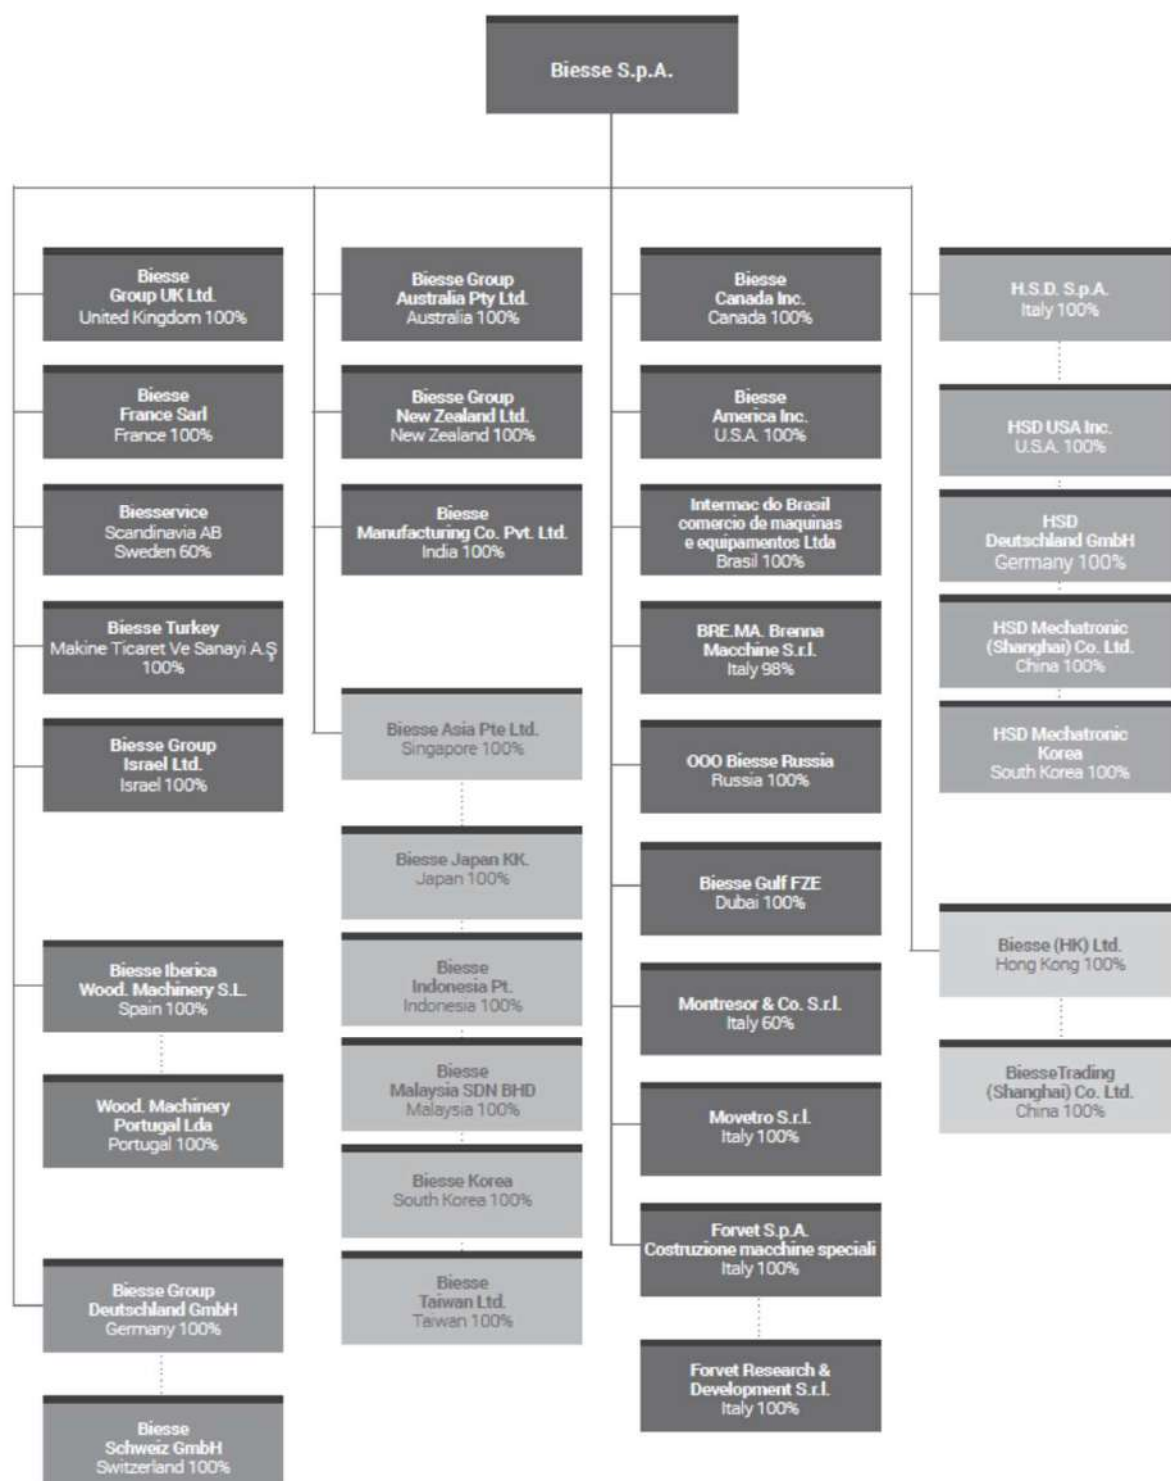 Biesse S.p.A.
Biesse
Group UK Ltd.
United Kingdom 100%
Biesse
France Sarl
France 100%
Biesservice
Scandinavia AB
Sweden 60%
Biesse Turkey
Makine Ticaret Ve Sanayi A.Ş
100%
Biesse Group
Israel Ltd.
Israel 100%
Biesse Iberica
Wood. Machinery S.L.
Spain 100%
Wood. Machinery
Portugal Lda
Portugal 100%
Biesse Group
Deutschland GmbH
Germany 100%
Biesse
Schweiz GmbH
Switzerland 100%
Biesse Group
Australia Pty Ltd.
Australia 100%
Biesse Group
New Zealand Ltd.
New Zealand 100%
Biesse
Manufacturing Co. Pvt. Ltd.
India 100%
Biesse Asia Pte Ltd.
Singapore 100%
Biesse Japan KK.
Japan 100%
Biesse
Indonesia Pt.
Indonesia 100%
Biesse
Malaysia SDN BHD
Malaysia 100%
Biesse Korea
South Korea 100%
Biesse
Taiwan Ltd.
Taiwan 100%
Biesse
Canada Inc.
Canada 100%
Biesse
America Inc.
U.S.A. 100%
Intermac do Brasil
comercio de maquinas
e equipamentos Ltda
Brasil 100%
BRE.MA. Brenna
Macchine S.r.l.
Italy 98%
OOO Biesse Russia
Russia 100%
Biesse Gulf FZE
Dubai 100%
Montresor & Co. S.r.l.
Italy 60%
Movetro S.r.l.
Italy 100%
Forvet S.p.A.
Costruzione macchine speciali
Italy 100%
Forvet Research &
Development S.r.l.
Italy 100%
H.S.D. S.p.A.
Italy 100%
HSD USA Inc.
U.S.A. 100%
HSD
Deutschland GmbH
Germany 100%
HSD Mechatronic
(Shanghai) Co. Ltd.
China 100%
HSD Mechatronic
Korea
South Korea 100%
Biesse (HK) Ltd.
Hong Kong 100%
BiesseTrading
(Shanghai) Co. Ltd.
China 100%